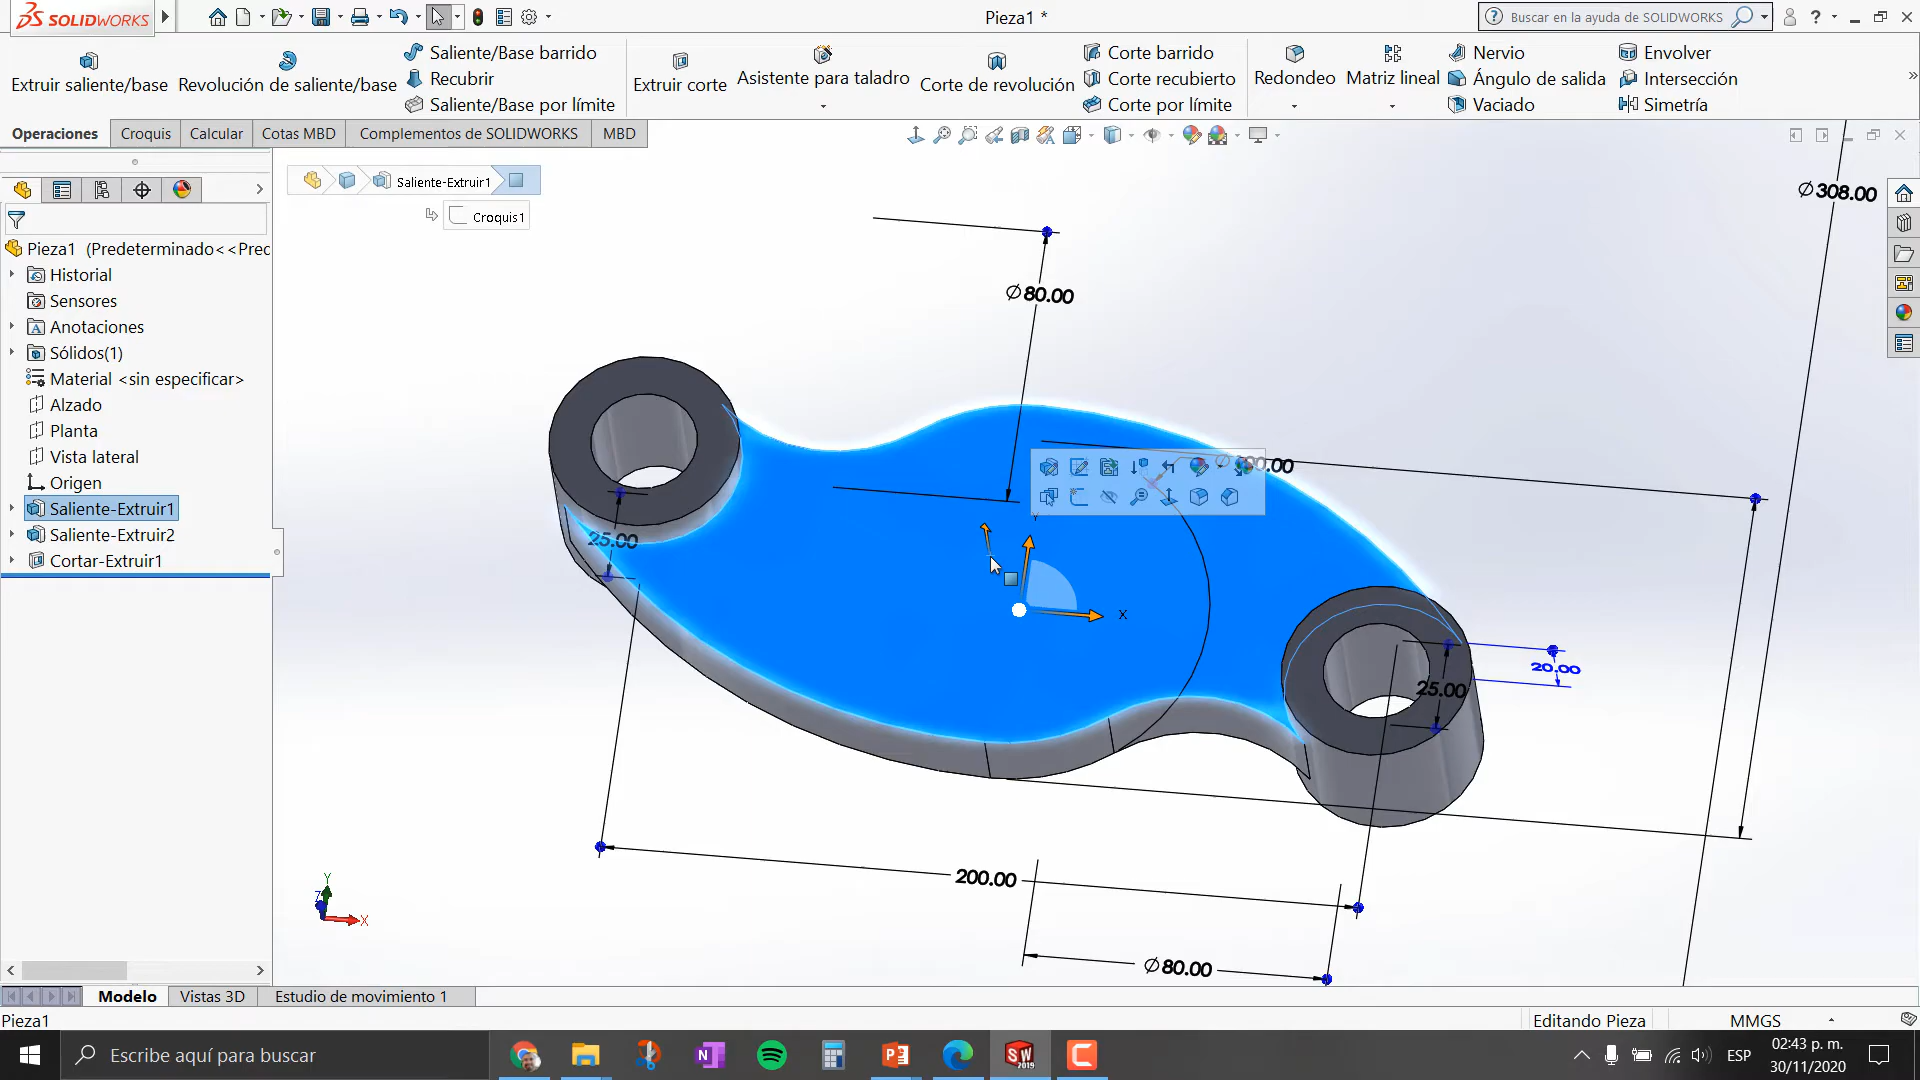 SOLIDWORKS
Pieza1 *
Buscar en la ayuda de SOLIDWORKS
Extruir saliente/base
Revolución de saliente/base
Saliente/Base barrido
Recubrir
Saliente/Base por límite
Extruir corte
Asistente para taladro
Corte de revolución
Corte barrido
Corte recubierto
Corte por límite
Redondeo
Matriz lineal
Nervio
Ángulo de salida
Vaciado
Envolver
Intersección
Simetría
Operaciones
Croquis
Calcular
Cotas MBD
Complementos de SOLIDWORKS
MBD
Saliente-Extruir1
Croquis1
Pieza1 (Predeterminado<<Prec
Historial
Sensores
Anotaciones
Sólidos(1)
Material <sin especificar>
Alzado
Planta
Vista lateral
Origen
Saliente-Extruir1
Saliente-Extruir2
Cortar-Extruir1
∅308.00
∅80.00
25.00
Y
X
20.00
25.00
200.00
∅80.00
Y
Z
X
Modelo
Vistas 3D
Estudio de movimiento 1
Pieza1
Editando Pieza
MMGS
Escribe aquí para buscar
SW
2019
ESP
02:43 p. m.
30/11/2020